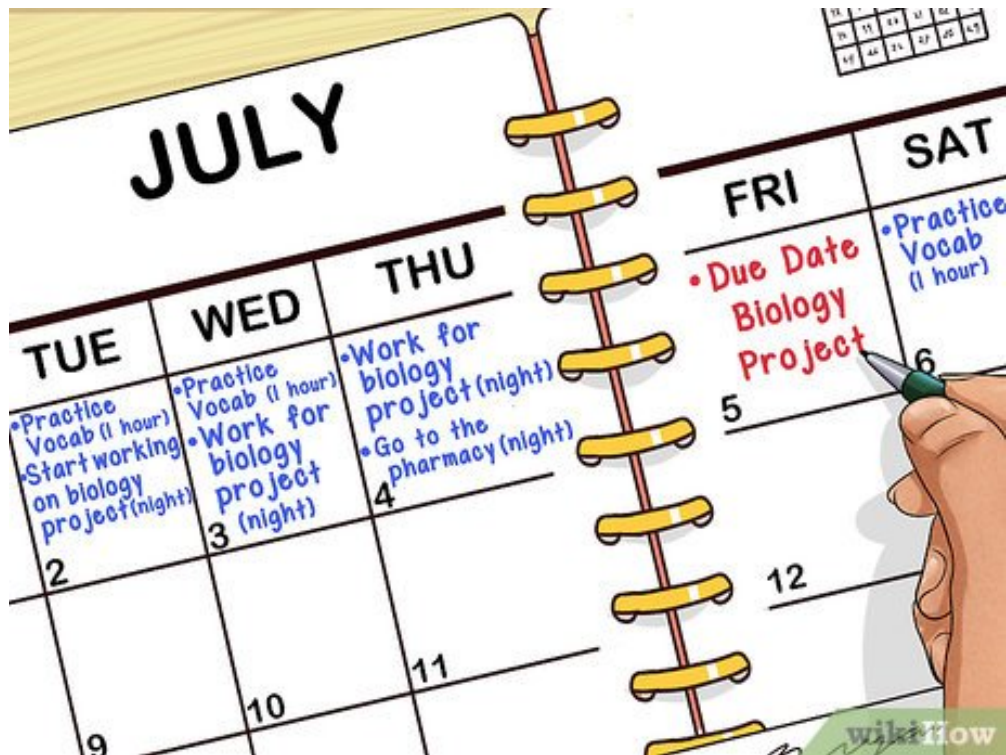 JULY
TUE
WED
THU
FRI
SAT
•Practice
Vocab (1 hour)
•Start working
on biology
project(night)
2
•Practice
Vocab (1 hour)
•Work for
biology
project
(night)
3
•Work for
biology
project(night)
•Go to the
pharmacy(night)
4
•Due Date
Biology
Project
5
•Practice
Vocab
(1 hour)
6
9
10
11
12
wikiHow